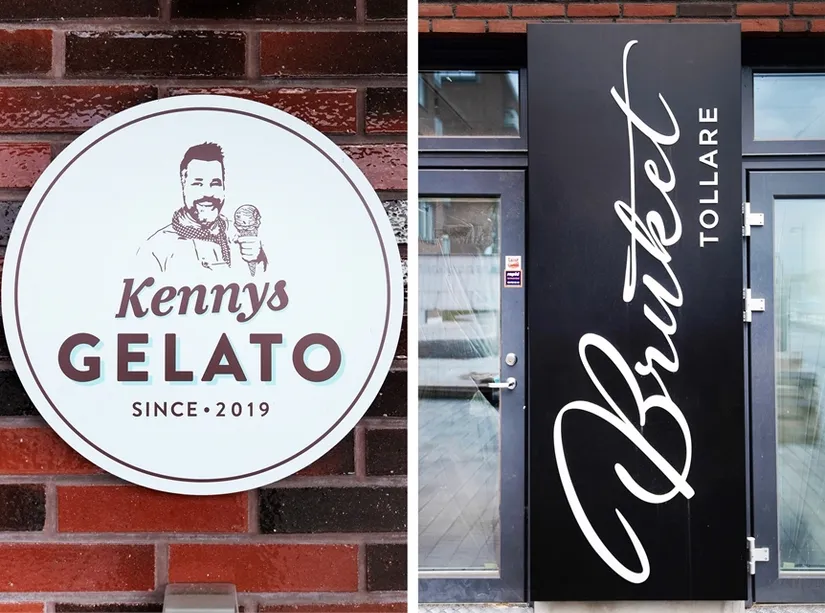 Kennys
GELATO
SINCE • 2019
Bruket
TOLLARE